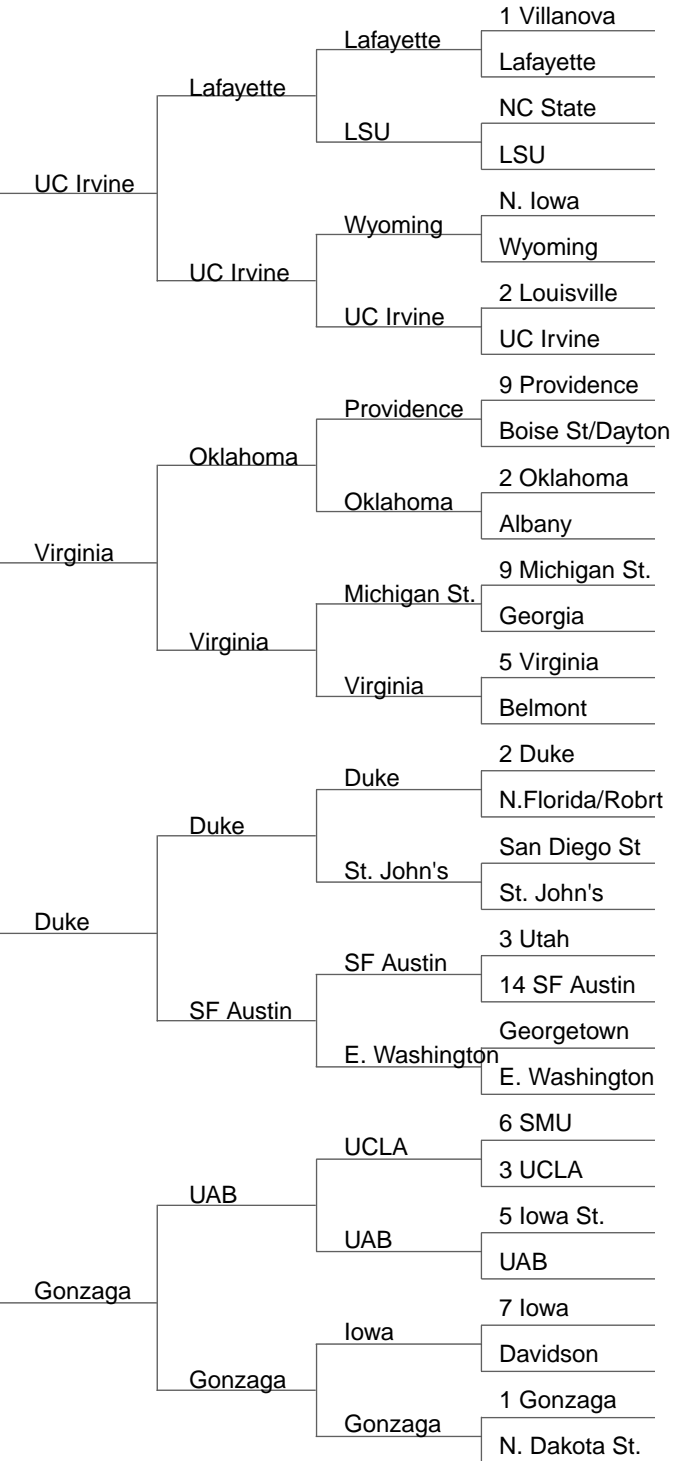 1 Villanova
Lafayette
Lafayette
Lafayette
NC State
LSU
LSU
UC Irvine
N. Iowa
Wyoming
Wyoming
UC Irvine
2 Louisville
UC Irvine
UC Irvine
9 Providence
Providence
Boise St/Dayton
Oklahoma
2 Oklahoma
Oklahoma
Albany
Virginia
9 Michigan St.
Michigan St.
Georgia
Virginia
5 Virginia
Virginia
Belmont
2 Duke
Duke
N.Florida/Robrt
Duke
San Diego St
St. John's
St. John's
Duke
3 Utah
SF Austin
14 SF Austin
SF Austin
Georgetown
E. Washington
E. Washington
6 SMU
UCLA
3 UCLA
UAB
5 Iowa St.
UAB
UAB
Gonzaga
7 Iowa
Iowa
Davidson
Gonzaga
1 Gonzaga
Gonzaga
N. Dakota St.